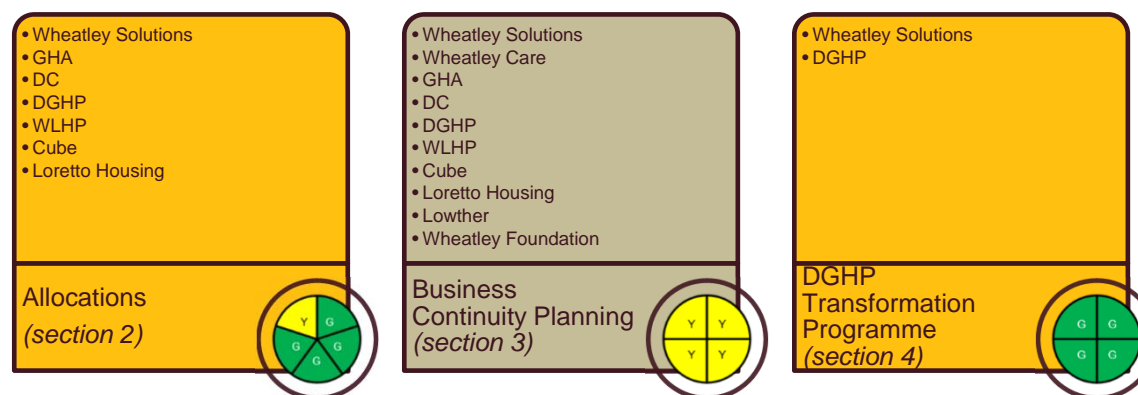 • Wheatley Solutions
• GHA
• DC
• DGHP
• WLHP
• Cube
• Loretto Housing
Allocations
(section 2)
Y
G
G
G
G
• Wheatley Solutions
• Wheatley Care
• GHA
• DC
• DGHP
• WLHP
• Cube
• Loretto Housing
• Lowther
• Wheatley Foundation
Business
Continuity Planning
(section 3)
Y Y
Y Y
• Wheatley Solutions
• DGHP
DGHP
Transformation
Programme
(section 4)
G G
G G